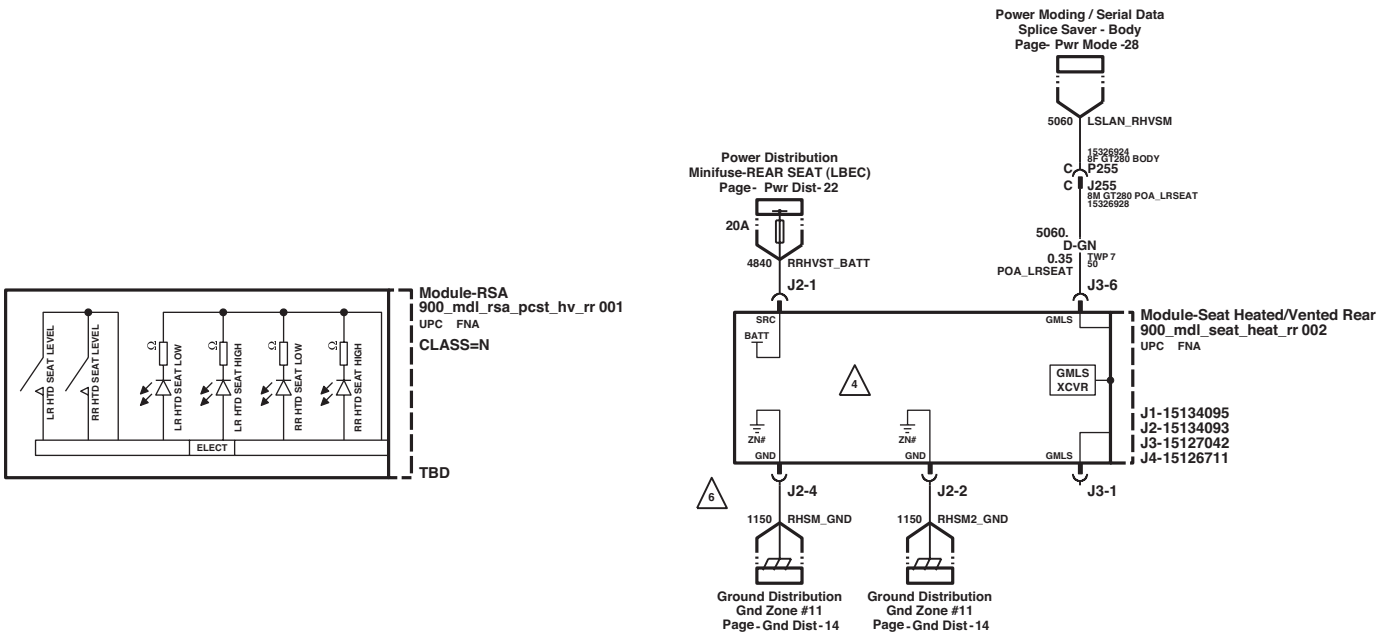 Power Moding / Serial Data
Splice Saver - Body
Page- Pwr Mode -28
5060 LSLAN_RHVSM
15326924
8F GT280 BODY
C P255
C J255
8M GT280 POA_LRSEAT
15326928
5060.
D-GN
0.35 TWP 7
50
POA_LRSEAT
J3-6
Power Distribution
Minifuse-REAR SEAT (LBEC)
Page- Pwr Dist-22
20A
4840 RRHVST_BATT
J2-1
Module-RSA
900_mdl_rsa_pcst_hv_rr 001
UPC FNA
CLASS=N
TBD
LR HTD SEAT LEVEL
RR HTD SEAT LEVEL
Ω
LR HTD SEAT LOW
Ω
LR HTD SEAT HIGH
Ω
RR HTD SEAT LOW
Ω
RR HTD SEAT HIGH
ELECT
SRC
BATT
GMLS
4
GMLS
XCVR
ZN#
GND
ZN#
GND
GMLS
Module-Seat Heated/Vented Rear
900_mdl_seat_heat_rr 002
UPC FNA
J1-15134095
J2-15134093
J3-15127042
J4-15126711
6
J2-4
J2-2
J3-1
1150 RHSM_GND
1150 RHSM2_GND
Ground Distribution
Gnd Zone #11
Page-Gnd Dist-14
Ground Distribution
Gnd Zone #11
Page-Gnd Dist-14